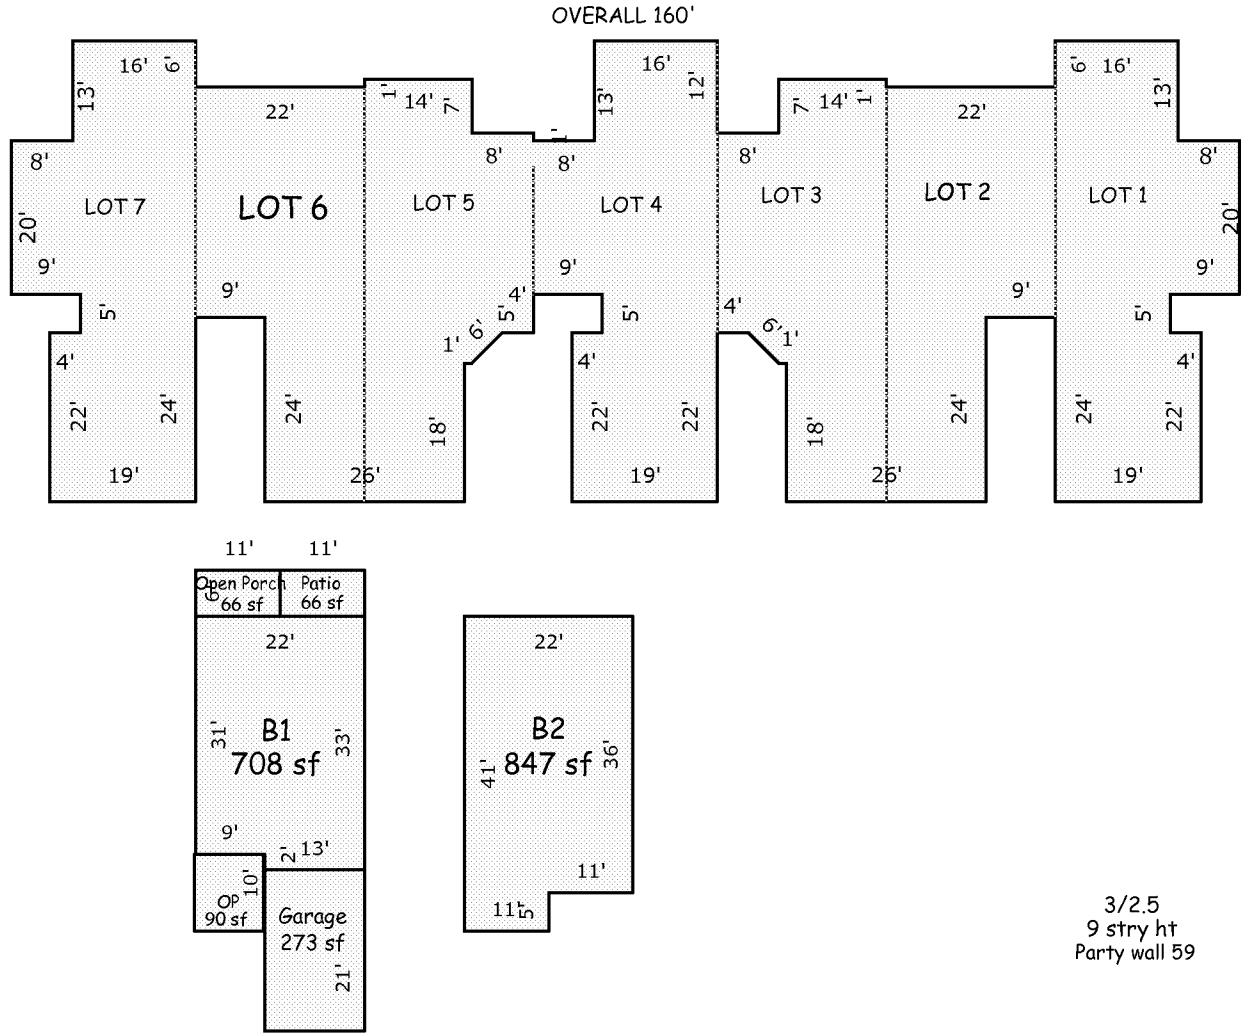 OVERALL 160'
16' 6' 16' 6' 16'
13' 1' 14' 7' 13' 12' 7' 14' 1' 13'
22' 22'
1'
8' 8' 8' 8' 8'
LOT 7 LOT 6 LOT 5 LOT 4 LOT 3 LOT 2 LOT 1
20' 20'
9' 9' 4' 9' 4' 9' 9'
5' 5' 5' 5'
1' 6' 6' 1'
4' 4' 4'
22' 24' 24' 18' 22' 22' 18' 24' 24' 22'
19' 26' 19' 26' 19'
11' 11'
Open Porch Patio
6' 66 sf 66 sf
22' 22'
31' B1 33' B2 36'
708 sf 41' 847 sf
9' 2' 13'
10' 11'
OP
90 sf 11' 5'
Garage
273 sf
21'
3/2.5
9 stry ht
Party wall 59